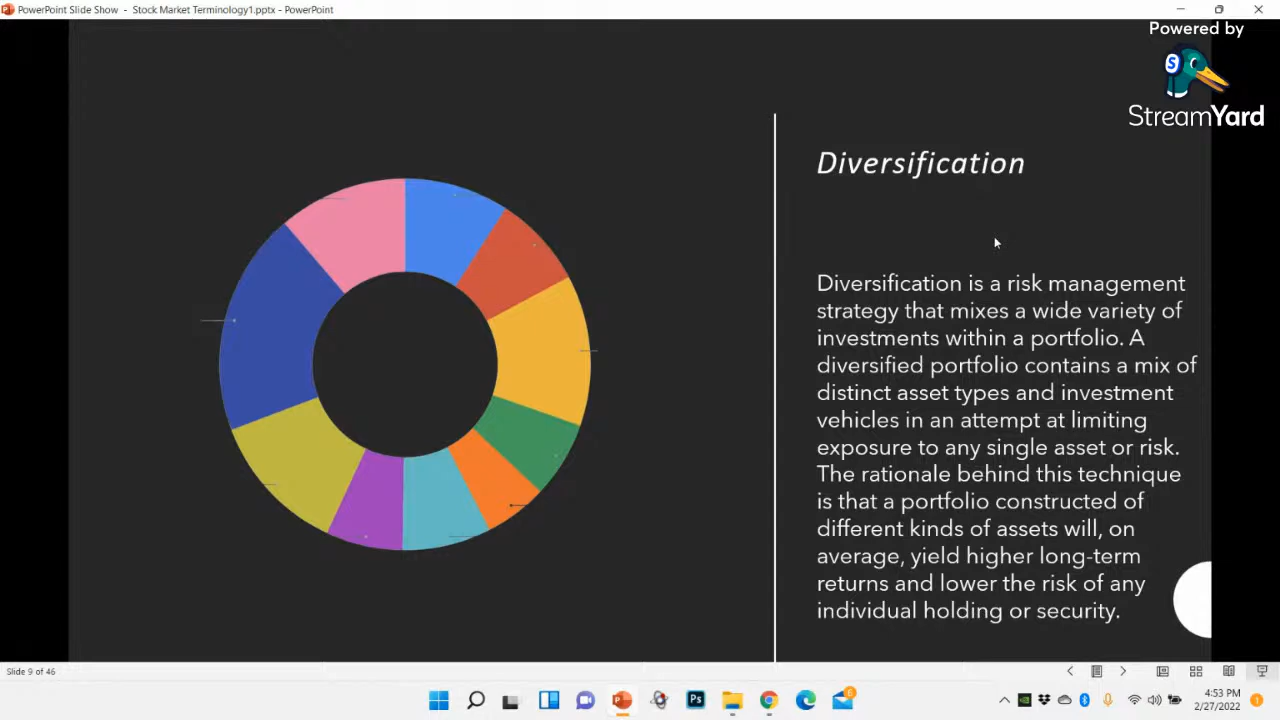 PowerPoint Slide Show - Stock Market Terminology1.pptx - PowerPoint
Powered by
S
StreamYard
Diversification
Diversification is a risk management
strategy that mixes a wide variety of
investments within a portfolio. A
diversified portfolio contains a mix of
distinct asset types and investment
vehicles in an attempt at limiting
exposure to any single asset or risk.
The rationale behind this technique
is that a portfolio constructed of
different kinds of assets will, on
average, yield higher long-term
returns and lower the risk of any
individual holding or security.
Slide 9 of 46
Ps
6
4:53 PM
2/27/2022
1